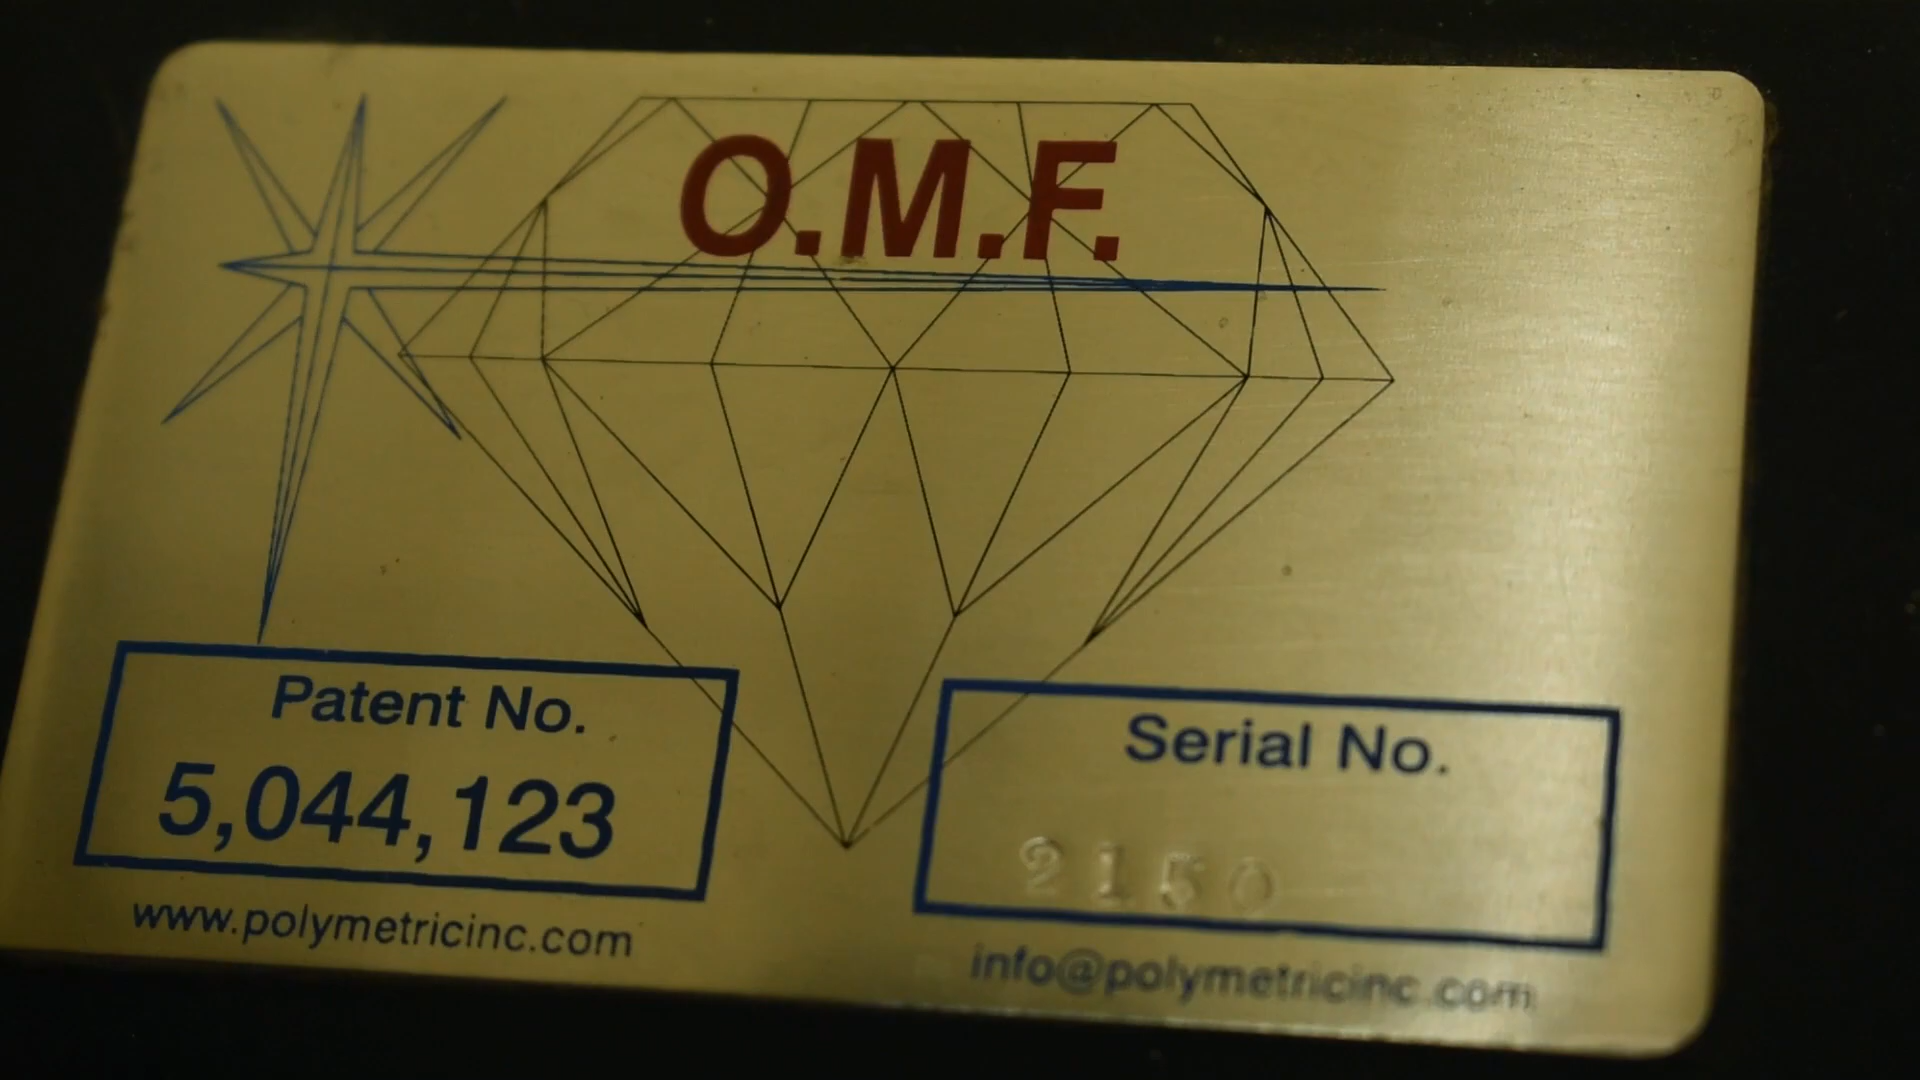 O.M.F.
Patent No.
5,044,123
www.polymetricinc.com
Serial No.
2150
info@polymetricinc.com